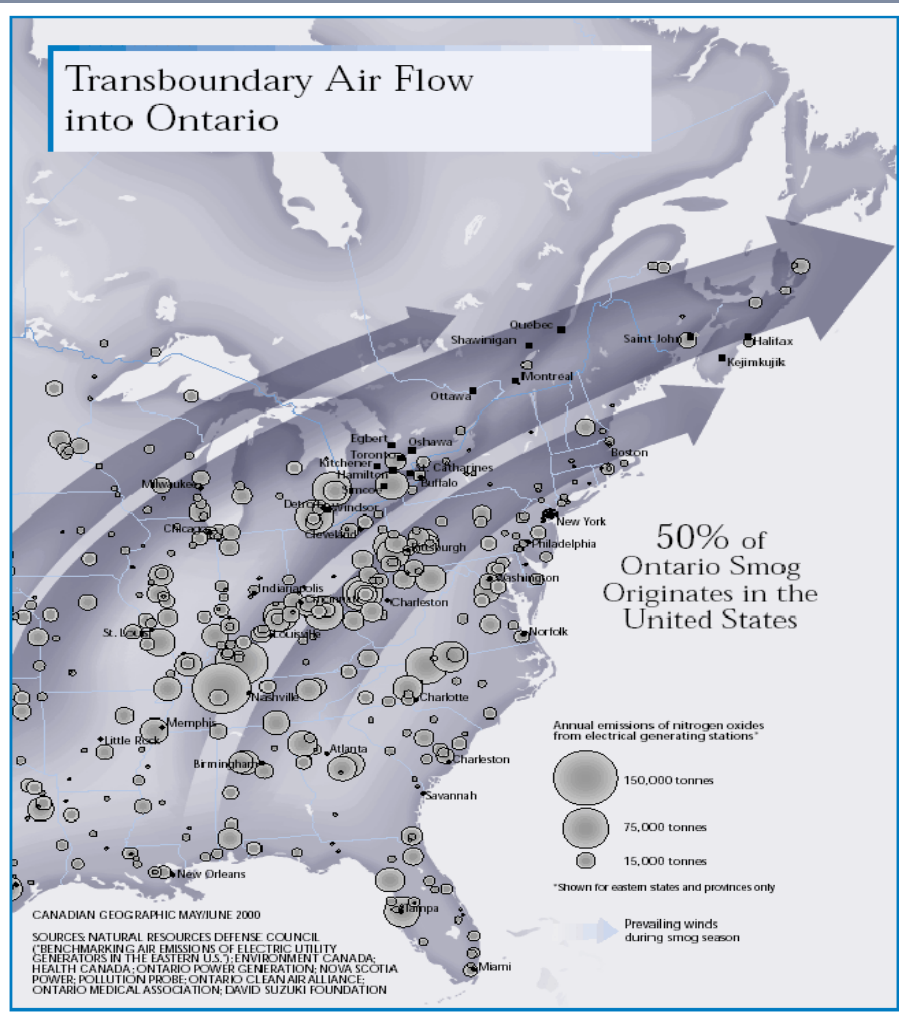 Transboundary Air Flow
into Ontario
Quebec
Shawinigan
Saint John
Halifax
Kejimkujik
Montreal
Ottawa
Egbert
Oshawa
Toronto
Kitchener
St. Catharines
Hamilton
Buffalo
Simcoe
Boston
Milwaukee
Detroit
Windsor
Chicago
Cleveland
New York
Pittsburgh
Philadelphia
50% of
Ontario Smog
Originates in the
United States
Washington
Indianapolis
Cincinnati
Charleston
St. Louis
Louisville
Norfolk
Nashville
Charlotte
Memphis
Little Rock
Atlanta
Birmingham
Charleston
Savannah
Annual emissions of nitrogen oxides
from electrical generating stations*
150,000 tonnes
75,000 tonnes
15,000 tonnes
*Shown for eastern states and provinces only
New Orleans
Tampa
Miami
Prevailing winds
during smog season
CANADIAN GEOGRAPHIC MAY/JUNE 2000
SOURCES: NATURAL RESOURCES DEFENSE COUNCIL
("BENCHMARKING AIR EMISSIONS OF ELECTRIC UTILITY
GENERATORS IN THE EASTERN U.S."); ENVIRONMENT CANADA;
HEALTH CANADA; ONTARIO POWER GENERATION; NOVA SCOTIA
POWER; POLLUTION PROBE; ONTARIO CLEAN AIR ALLIANCE;
ONTARIO MEDICAL ASSOCIATION; DAVID SUZUKI FOUNDATION